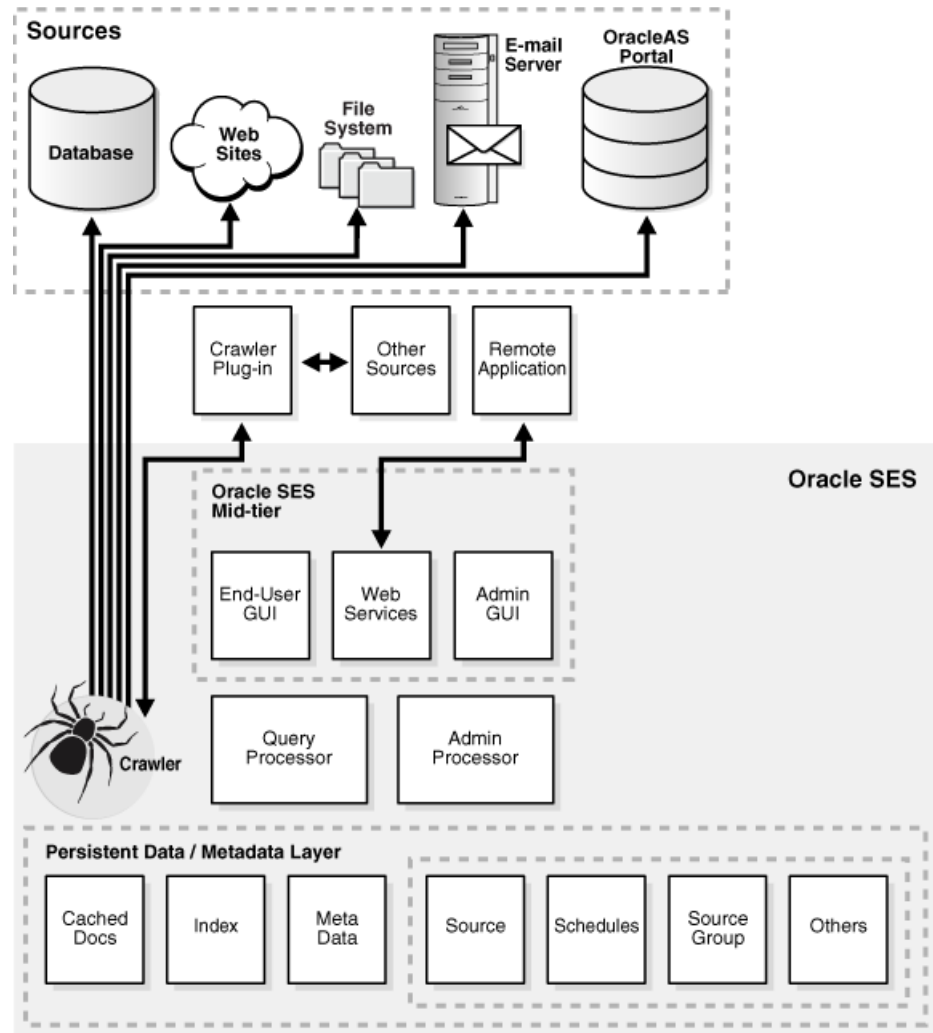 Sources
Database
Web
Sites
File
System
E-mail
Server
OracleAS
Portal
Crawler
Plug-in
Other
Sources
Remote
Application
Oracle SES
Oracle SES
Mid-tier
End-User
GUI
Web
Services
Admin
GUI
Crawler
Query
Processor
Admin
Processor
Persistent Data / Metadata Layer
Cached
Docs
Index
Meta
Data
Source
Schedules
Source
Group
Others